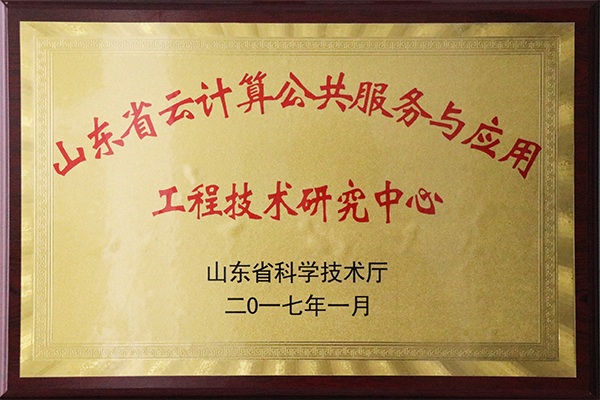 山东省云计算公共服务与应用
工程技术研究中心
山东省科学技术厅
二0一七年一月